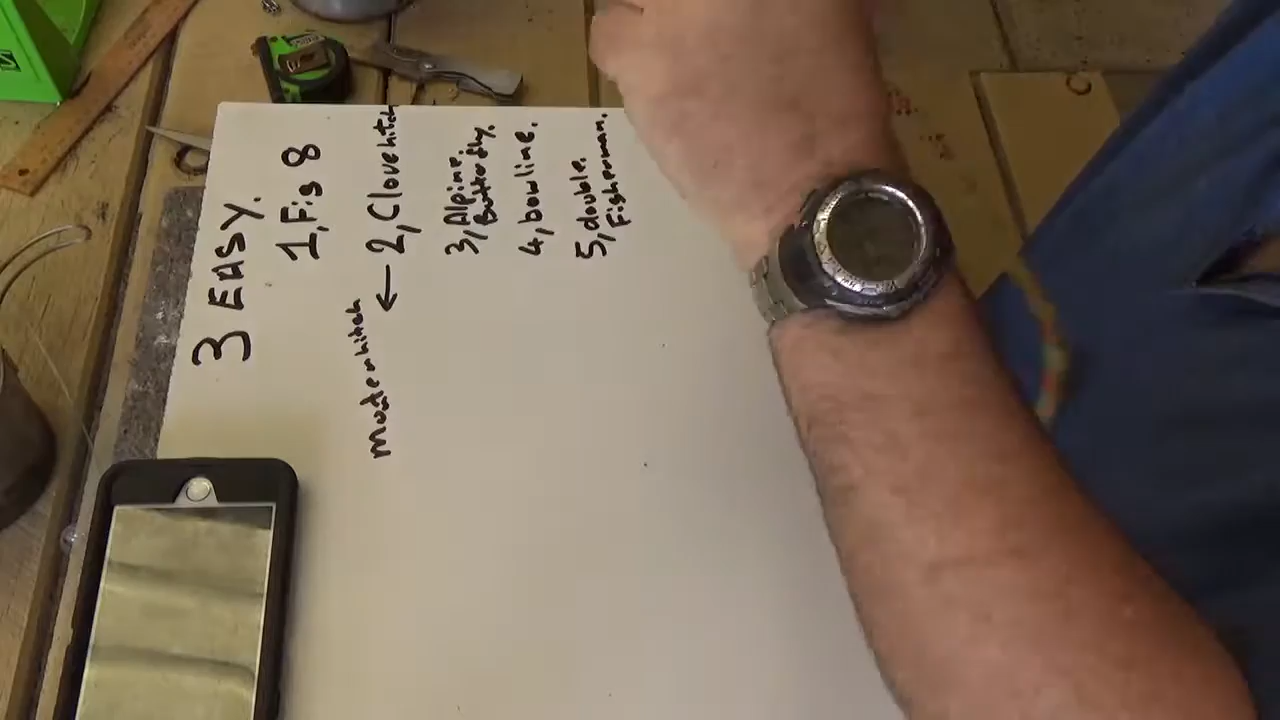 3 EASY.
1, Fig 8
← 2, Clove hitch
munter hitch
3, Alpine.
Butterfly.
4, bowline.
5, double.
Fisherman.